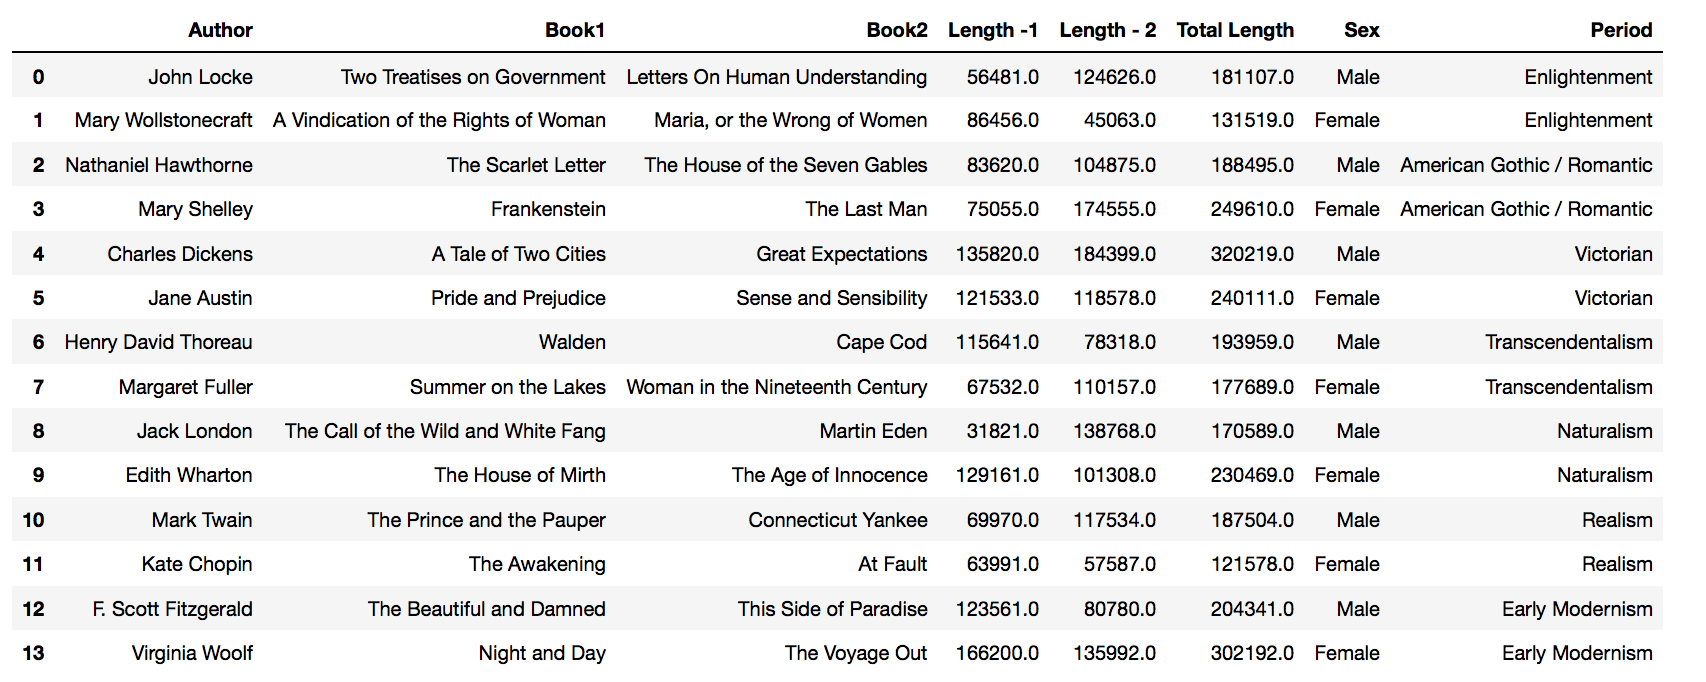 Author Book1 Book2 Length -1 Length - 2 Total Length Sex Period
0 John Locke Two Treatises on Government Letters On Human Understanding 56481.0 124626.0 181107.0 Male Enlightenment
1 Mary Wollstonecraft A Vindication of the Rights of Woman Maria, or the Wrong of Women 86456.0 45063.0 131519.0 Female Enlightenment
2 Nathaniel Hawthorne The Scarlet Letter The House of the Seven Gables 83620.0 104875.0 188495.0 Male American Gothic / Romantic
3 Mary Shelley Frankenstein The Last Man 75055.0 174555.0 249610.0 Female American Gothic / Romantic
4 Charles Dickens A Tale of Two Cities Great Expectations 135820.0 184399.0 320219.0 Male Victorian
5 Jane Austin Pride and Prejudice Sense and Sensibility 121533.0 118578.0 240111.0 Female Victorian
6 Henry David Thoreau Walden Cape Cod 115641.0 78318.0 193959.0 Male Transcendentalism
7 Margaret Fuller Summer on the Lakes Woman in the Nineteenth Century 67532.0 110157.0 177689.0 Female Transcendentalism
8 Jack London The Call of the Wild and White Fang Martin Eden 31821.0 138768.0 170589.0 Male Naturalism
9 Edith Wharton The House of Mirth The Age of Innocence 129161.0 101308.0 230469.0 Female Naturalism
10 Mark Twain The Prince and the Pauper Connecticut Yankee 69970.0 117534.0 187504.0 Male Realism
11 Kate Chopin The Awakening At Fault 63991.0 57587.0 121578.0 Female Realism
12 F. Scott Fitzgerald The Beautiful and Damned This Side of Paradise 123561.0 80780.0 204341.0 Male Early Modernism
13 Virginia Woolf Night and Day The Voyage Out 166200.0 135992.0 302192.0 Female Early Modernism